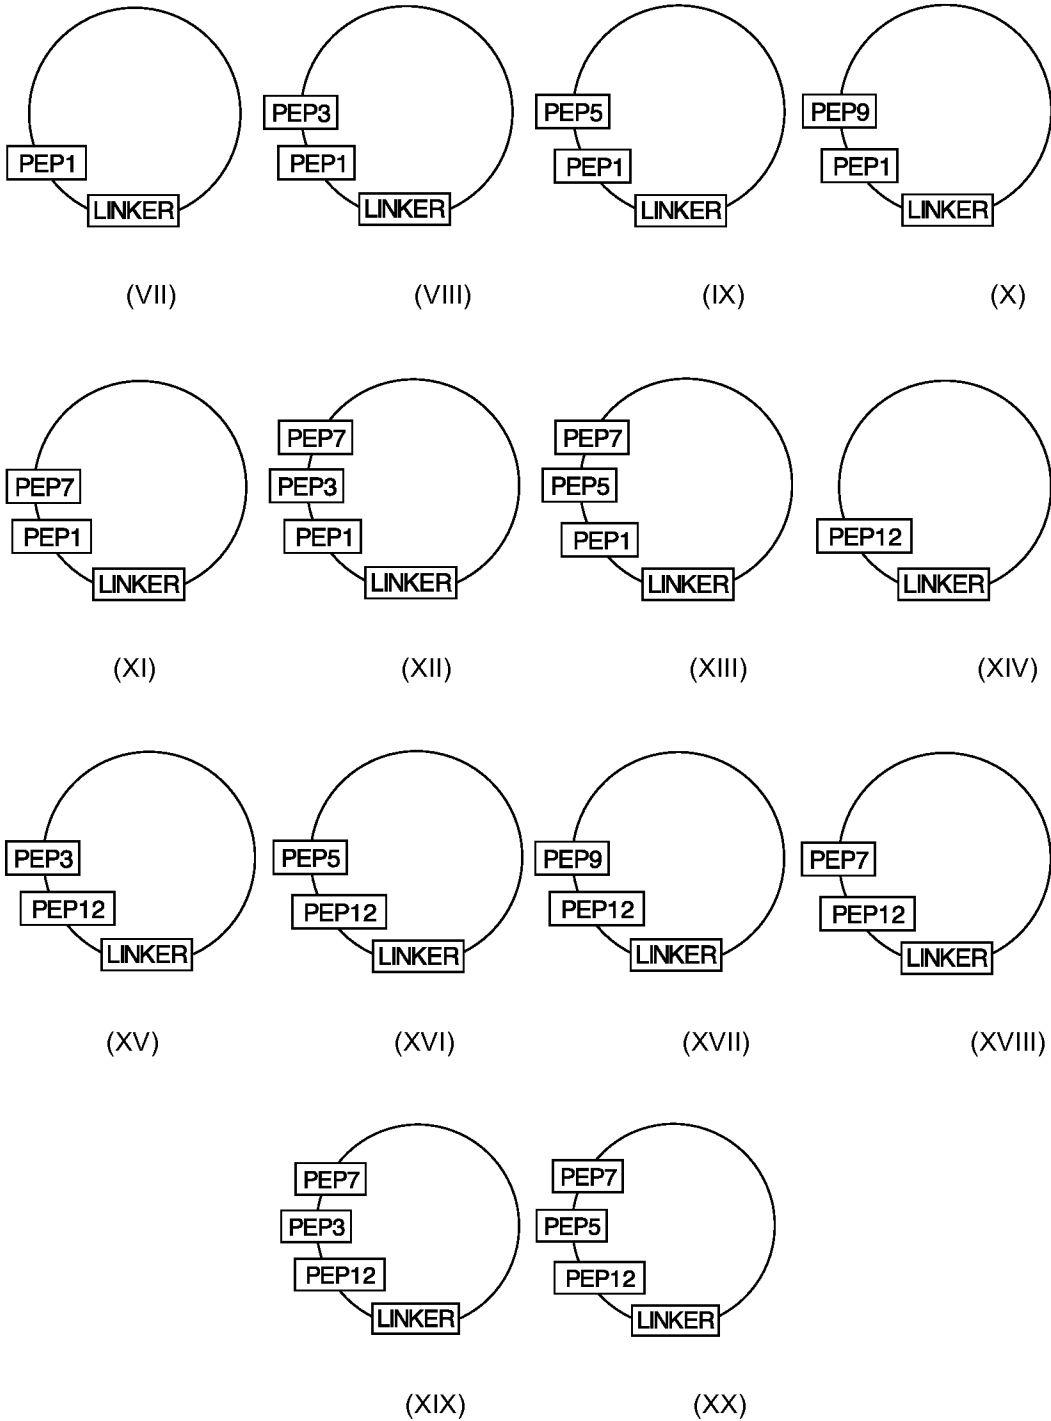 PEP1
LINKER
(VII)
PEP3
PEP1
LINKER
(VIII)
PEP5
PEP1
LINKER
(IX)
PEP9
PEP1
LINKER
(X)
PEP7
PEP1
LINKER
(XI)
PEP7
PEP3
PEP1
LINKER
(XII)
PEP7
PEP5
PEP1
LINKER
(XIII)
PEP12
LINKER
(XIV)
PEP3
PEP12
LINKER
(XV)
PEP5
PEP12
LINKER
(XVI)
PEP9
PEP12
LINKER
(XVII)
PEP7
PEP12
LINKER
(XVIII)
PEP7
PEP3
PEP12
LINKER
(XIX)
PEP7
PEP5
PEP12
LINKER
(XX)